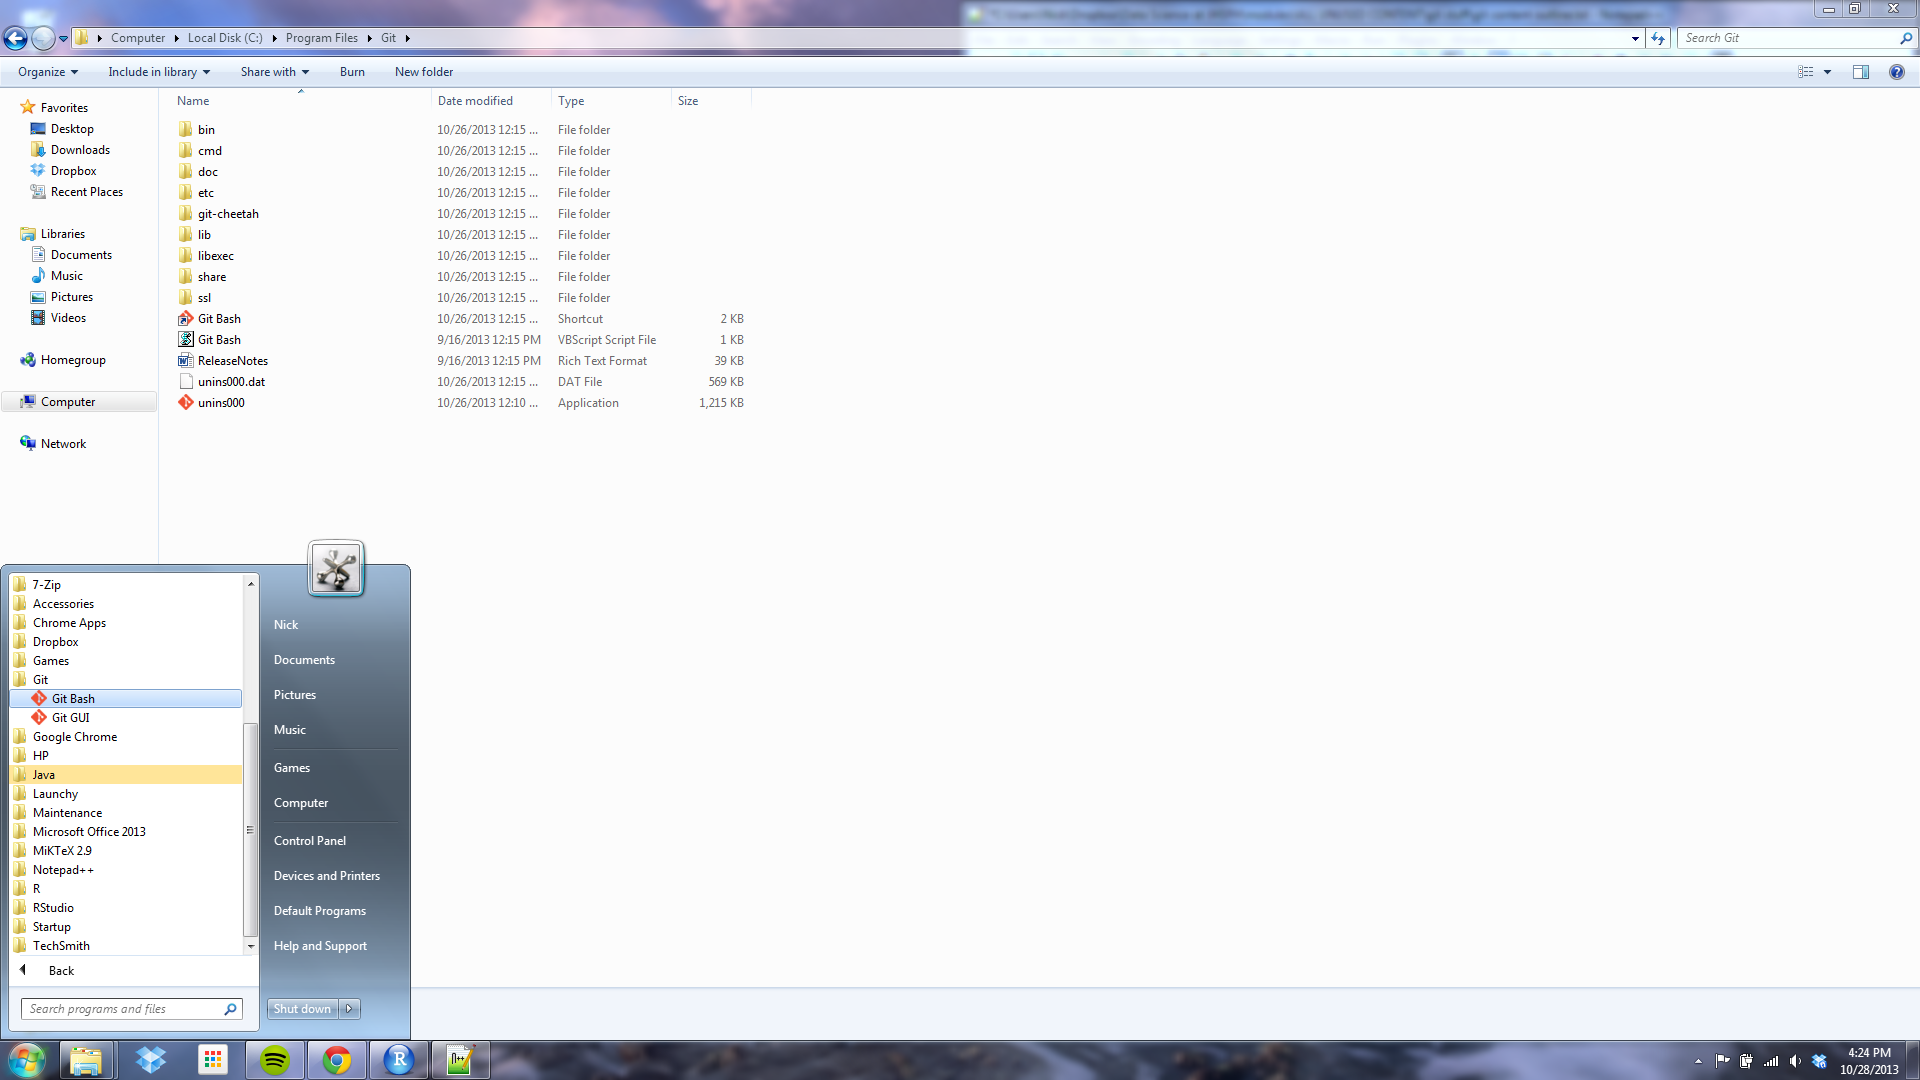 Computer Local Disk (C:) Program Files Git
Search Git
Organize Include in library Share with Burn New folder
Name Date modified Type Size
Favorites
Desktop
Downloads
Dropbox
Recent Places
Libraries
Documents
Music
Pictures
Videos
Homegroup
Computer
Network
bin 10/26/2013 12:15 ... File folder
cmd 10/26/2013 12:15 ... File folder
doc 10/26/2013 12:15 ... File folder
etc 10/26/2013 12:15 ... File folder
git-cheetah 10/26/2013 12:15 ... File folder
lib 10/26/2013 12:15 ... File folder
libexec 10/26/2013 12:15 ... File folder
share 10/26/2013 12:15 ... File folder
ssl 10/26/2013 12:15 ... File folder
Git Bash 10/26/2013 12:15 ... Shortcut 2 KB
Git Bash 9/16/2013 12:15 PM VBScript Script File 1 KB
ReleaseNotes 9/16/2013 12:15 PM Rich Text Format 39 KB
unins000.dat 10/26/2013 12:15 ... DAT File 569 KB
unins000 10/26/2013 12:10 ... Application 1,215 KB
7-Zip
Accessories
Chrome Apps
Dropbox
Games
Git
Git Bash
Git GUI
Google Chrome
HP
Java
Launchy
Maintenance
Microsoft Office 2013
MiKTeX 2.9
Notepad++
R
RStudio
Startup
TechSmith
Back
Search programs and files
Nick
Documents
Pictures
Music
Games
Computer
Control Panel
Devices and Printers
Default Programs
Help and Support
Shut down
4:24 PM
10/28/2013